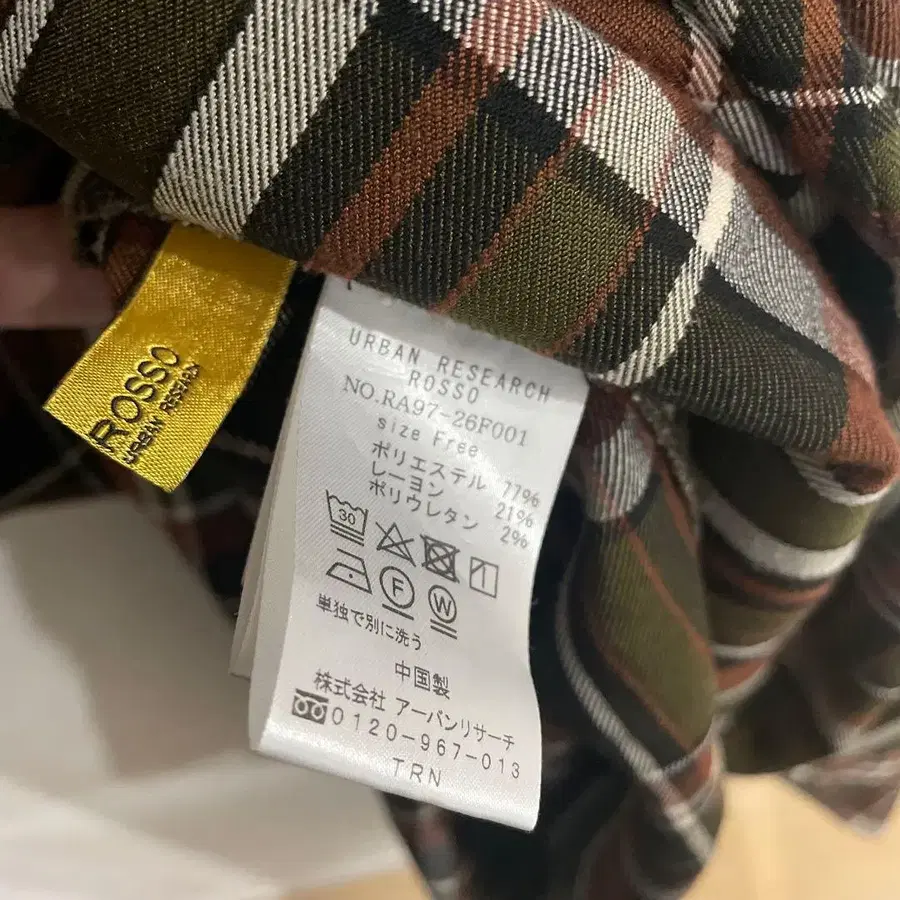 ROSSO
URBAN RESEARCH
URBAN RESEARCH
ROSSO
NO.RA97-26F001
size Free
ポリエステル 77%
レーヨン 21%
ポリウレタン 2%
30
F W
単独で別に洗う
中国製
株式会社 アーバンリサーチ
0120-967-013
TRN